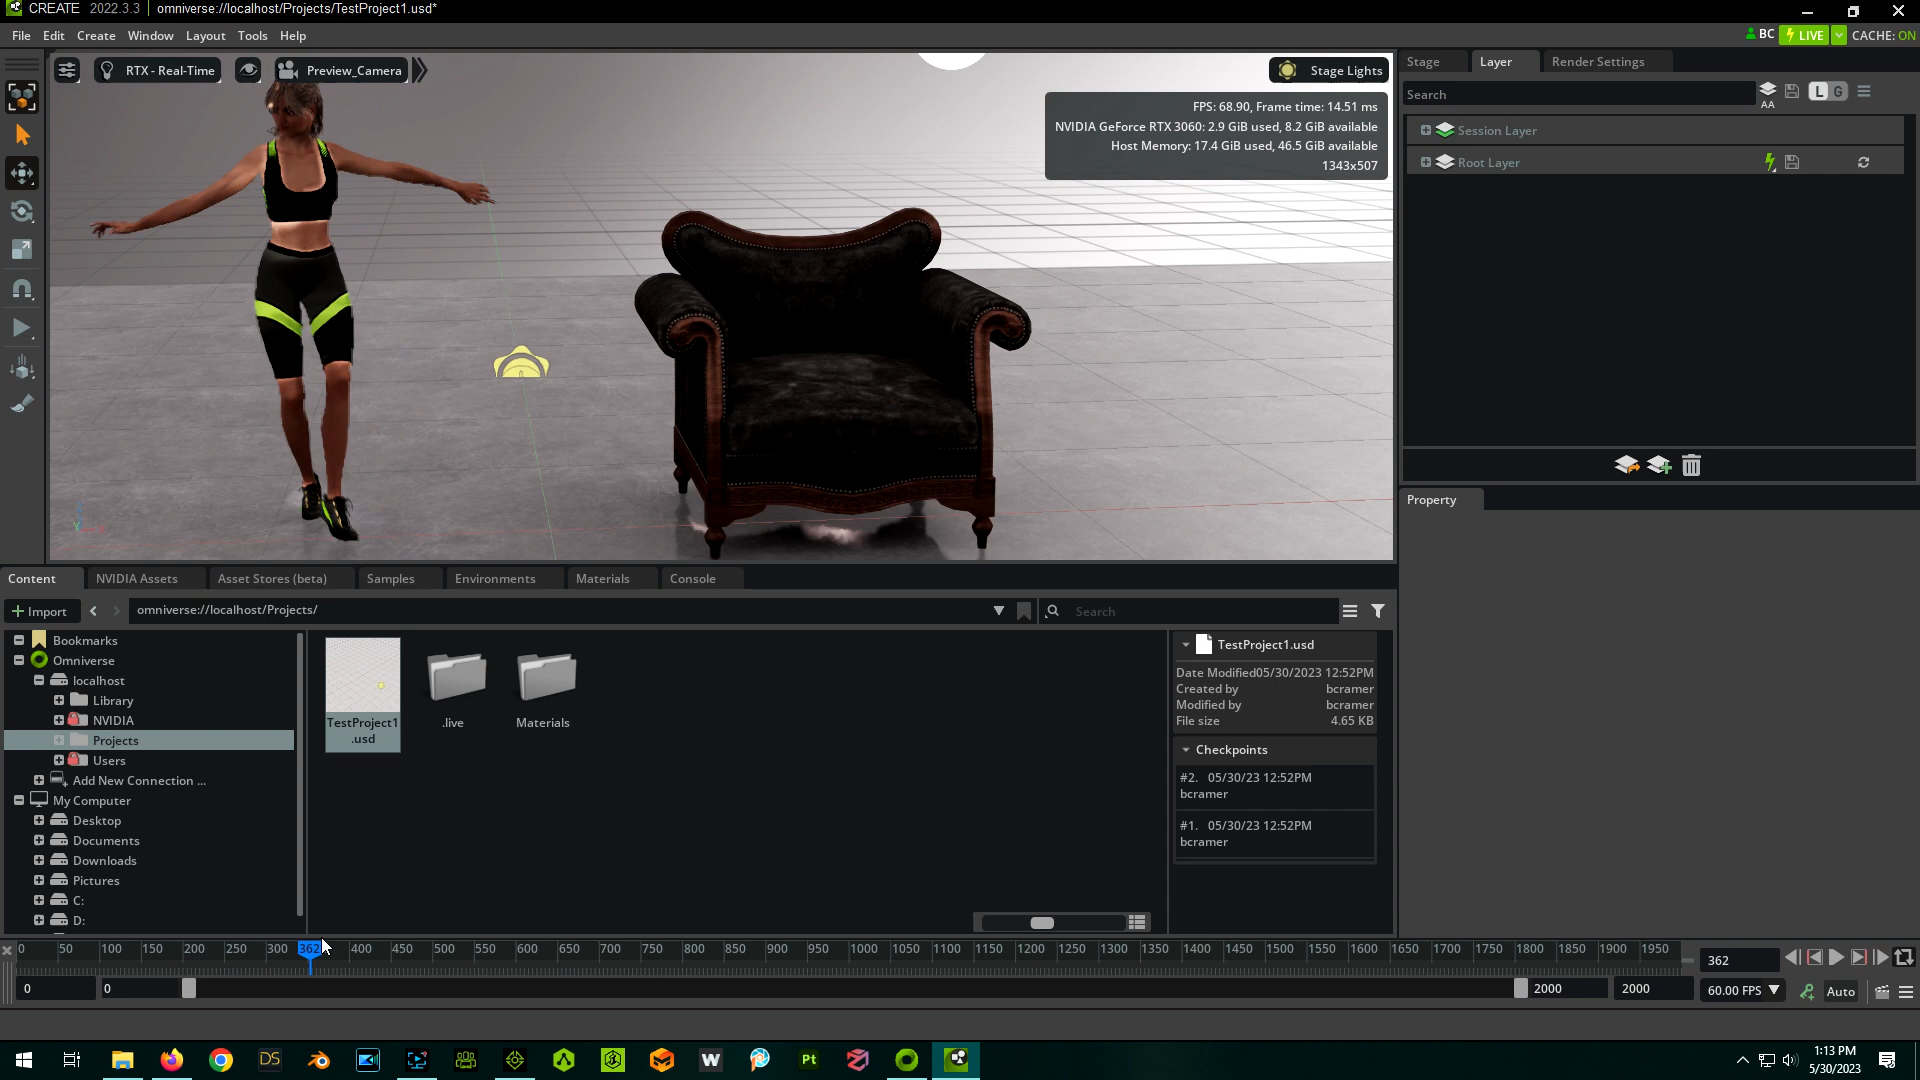 CREATE 2022.3.3 | omniverse://localhost/Projects/TestProject1.usd*
File Edit Create Window Layout Tools Help
BC LIVE CACHE: ON
RTX - Real-Time
Preview_Camera
Stage Lights
FPS: 68.90, Frame time: 14.51 ms
NVIDIA GeForce RTX 3060: 2.9 GiB used, 8.2 GiB available
Host Memory: 17.4 GiB used, 46.5 GiB available
1343x507
Y
Stage Layer Render Settings
Search
AA
L G
Session Layer
Root Layer
Property
Content NVIDIA Assets Asset Stores (beta) Samples Environments Materials Console
+ Import
omniverse://localhost/Projects/
Search
Bookmarks
Omniverse
localhost
Library
NVIDIA
Projects
Users
Add New Connection ...
My Computer
Desktop
Documents
Downloads
Pictures
C:
D:
TestProject1
.usd
.live
Materials
TestProject1.usd
Date Modified05/30/2023 12:52PM
Created by bcramer
Modified by bcramer
File size 4.65 KB
Checkpoints
#2. 05/30/23 12:52PM
bcramer
#1. 05/30/23 12:52PM
bcramer
0 50 100 150 200 250 300 362 400 450 500 550 600 650 700 750 800 850 900 950 1000 1050 1100 1150 1200 1250 1300 1350 1400 1450 1500 1550 1600 1650 1700 1750 1800 1850 1900 1950
362
0 0 2000 2000
60.00 FPS
Auto
DS
W
Pt
1:13 PM
5/30/2023